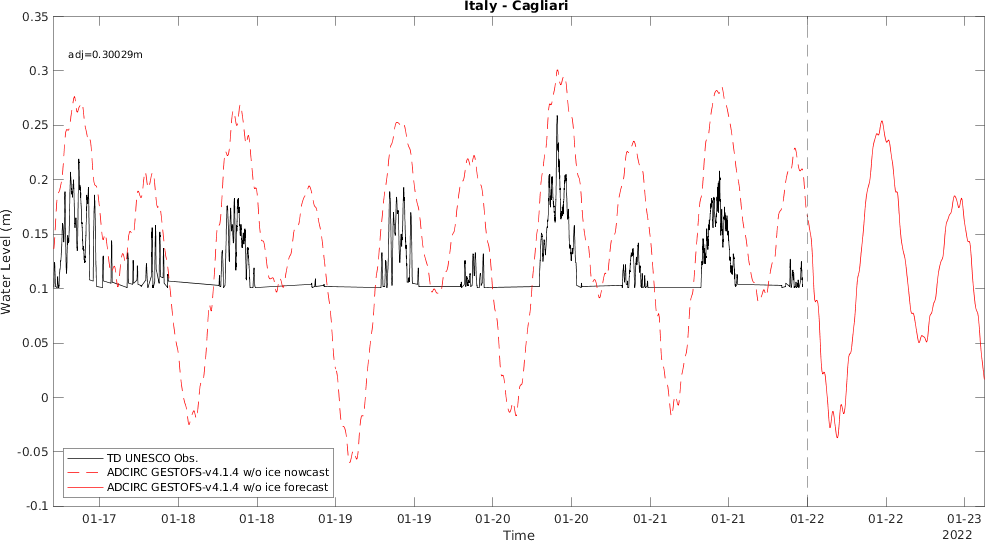 Italy - Cagliari
adj=0.30029m
Water Level (m)
0.35
0.3
0.25
0.2
0.15
0.1
0.05
0
-0.05
-0.1
TD UNESCO Obs.
ADCIRC GESTOFS-v4.1.4 w/o ice nowcast
ADCIRC GESTOFS-v4.1.4 w/o ice forecast
01-17 01-18 01-18 01-19 01-19 01-20 01-20 01-21 01-21 01-22 01-22 01-23
Time
2022